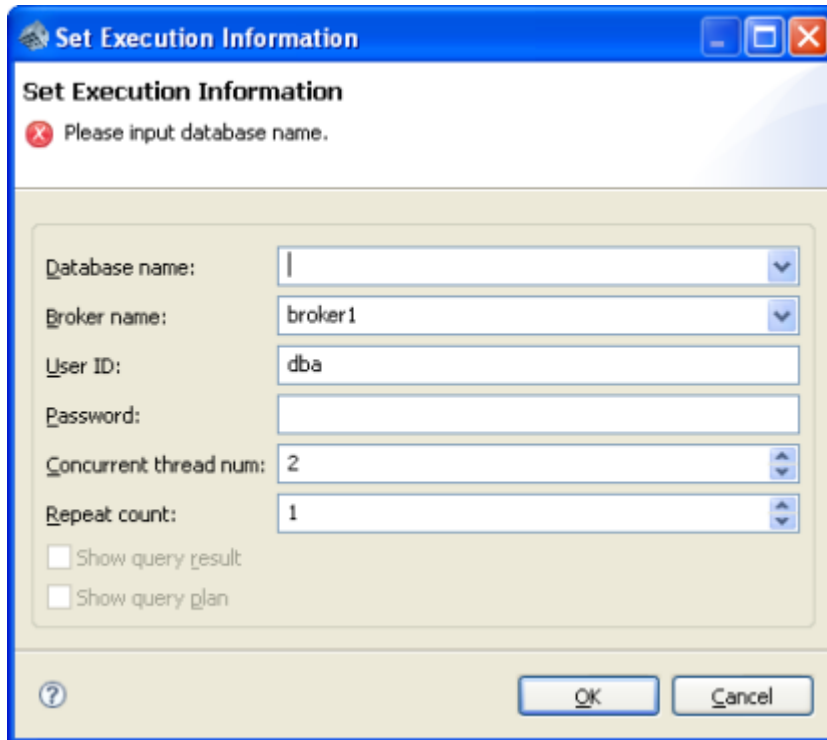 Set Execution Information
Set Execution Information
Please input database name.
Database name:
Broker name: broker1
User ID: dba
Password:
Concurrent thread num: 2
Repeat count: 1
Show query result
Show query plan
OK Cancel